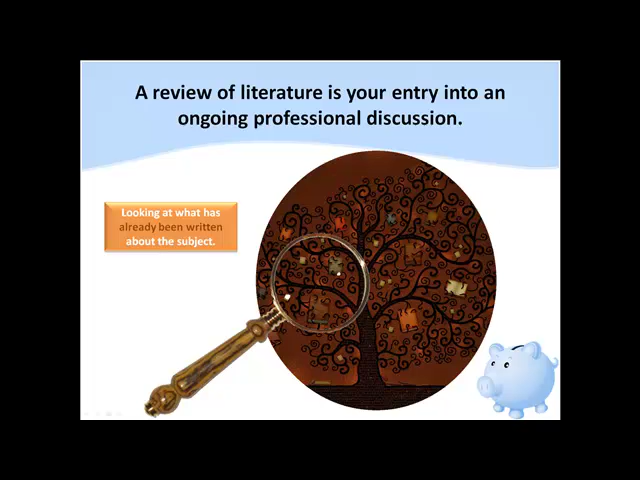 A review of literature is your entry into an
ongoing professional discussion.
Looking at what has
already been written
about the subject.